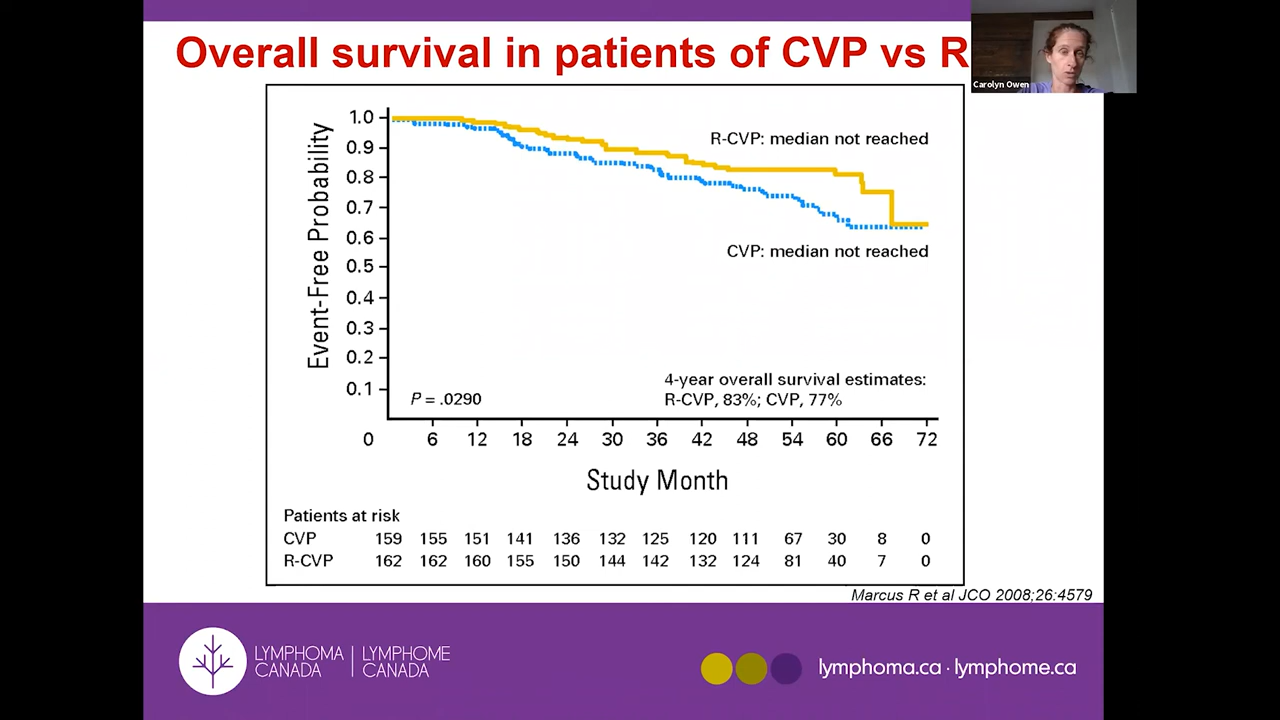 Overall survival in patients of CVP vs R
Carolyn Owen
Event-Free Probability
1.0
0.9
0.8
0.7
0.6
0.5
0.4
0.3
0.2
0.1
R-CVP: median not reached
CVP: median not reached
4-year overall survival estimates:
R-CVP, 83%; CVP, 77%
P = .0290
0 6 12 18 24 30 36 42 48 54 60 66 72
Study Month
Patients at risk
CVP 159 155 151 141 136 132 125 120 111 67 30 8 0
R-CVP 162 162 160 155 150 144 142 132 124 81 40 7 0
Marcus R et al JCO 2008;26:4579
LYMPHOMA CANADA
LYMPHOME CANADA
lymphoma.ca · lymphome.ca